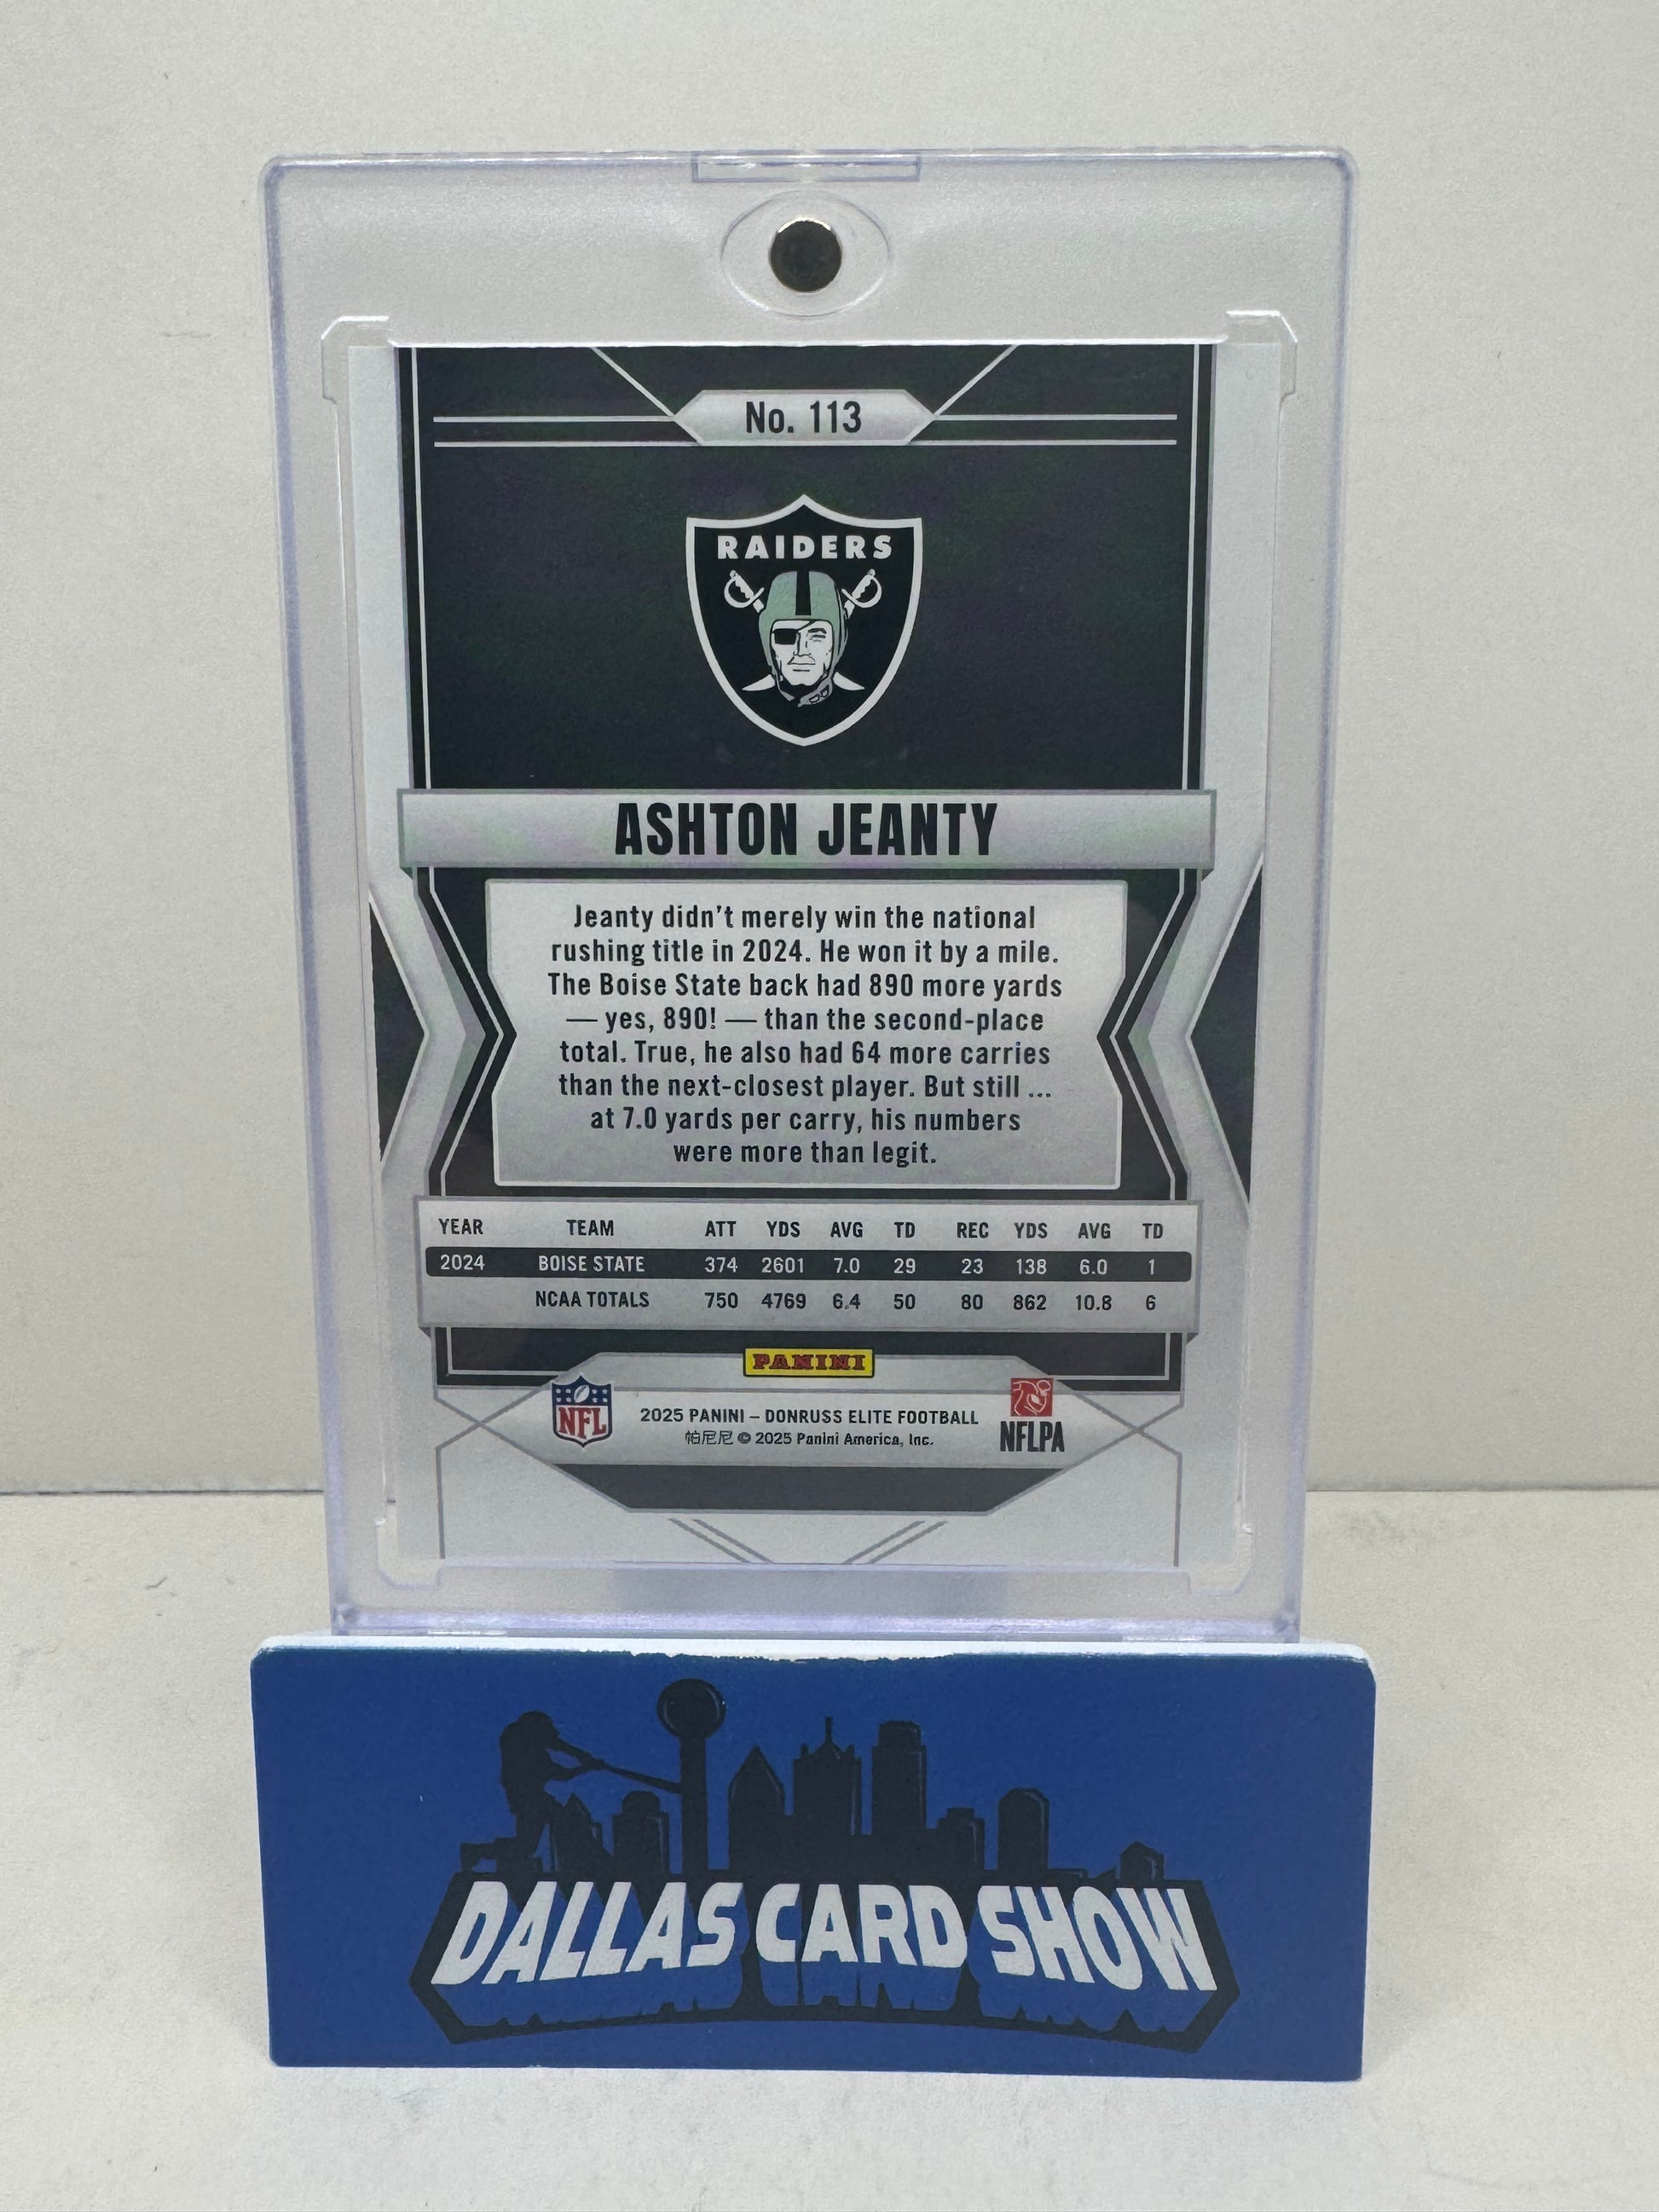 No. 113
RAIDERS
ASHTON JEANTY
Jeanty didn't merely win the national
rushing title in 2024. He won it by a mile.
The Boise State back had 890 more yards
— yes, 890! — than the second-place
total. True, he also had 64 more carries
than the next-closest player. But still ...
at 7.0 yards per carry, his numbers
were more than legit.
YEAR TEAM ATT YDS AVG TD REC YDS AVG TD
2024 BOISE STATE 374 2601 7.0 29 23 138 6.0 1
NCAA TOTALS 750 4769 6.4 50 80 862 10.8 6
PANINI
NFL
2025 PANINI – DONRUSS ELITE FOOTBALL
帕尼尼 © 2025 Panini America, Inc.
NFLPA
DALLAS CARD SHOW